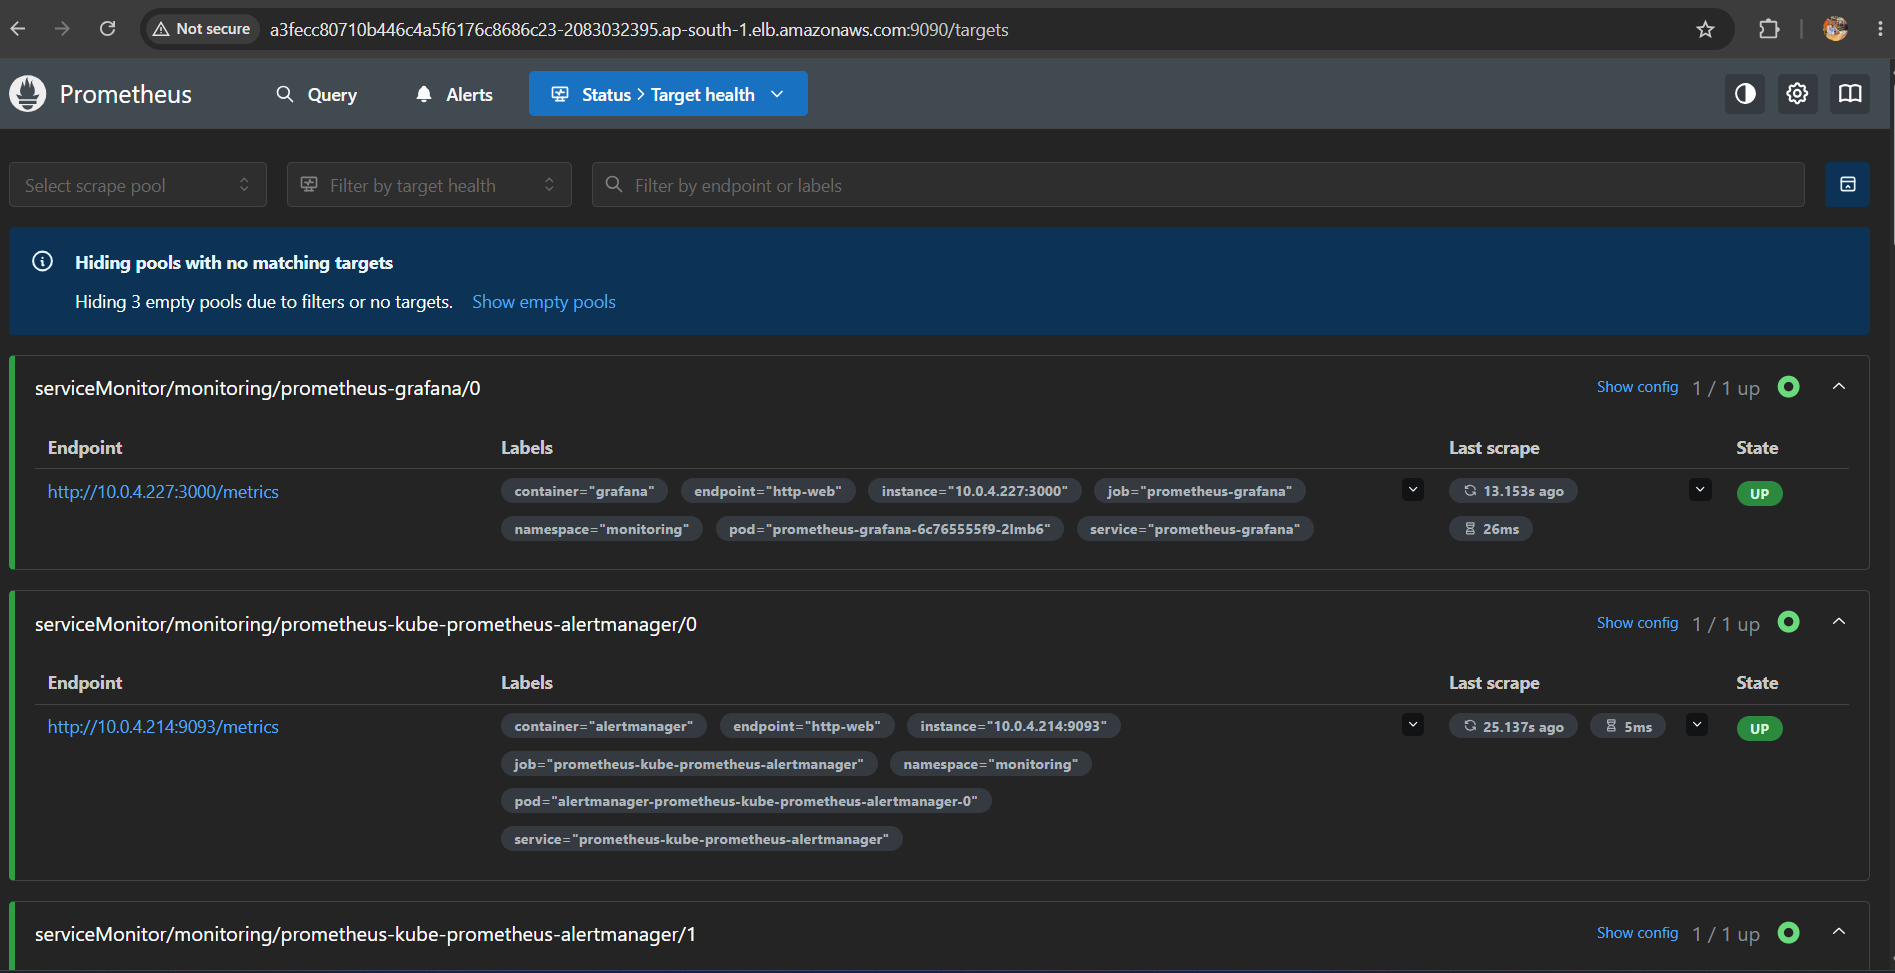 Not secure a3fecc80710b446c4a5f6176c8686c23-2083032395.ap-south-1.elb.amazonaws.com:9090/targets
Prometheus Query Alerts Status > Target health
Select scrape pool Filter by target health Filter by endpoint or labels
Hiding pools with no matching targets
Hiding 3 empty pools due to filters or no targets. Show empty pools
serviceMonitor/monitoring/prometheus-grafana/0 Show config 1 / 1 up
Endpoint Labels Last scrape State
http://10.0.4.227:3000/metrics container="grafana" endpoint="http-web" instance="10.0.4.227:3000" job="prometheus-grafana" 13.153s ago UP
namespace="monitoring" pod="prometheus-grafana-6c765555f9-2lmb6" service="prometheus-grafana" 26ms
serviceMonitor/monitoring/prometheus-kube-prometheus-alertmanager/0 Show config 1 / 1 up
Endpoint Labels Last scrape State
http://10.0.4.214:9093/metrics container="alertmanager" endpoint="http-web" instance="10.0.4.214:9093" 25.137s ago 5ms UP
job="prometheus-kube-prometheus-alertmanager" namespace="monitoring"
pod="alertmanager-prometheus-kube-prometheus-alertmanager-0"
service="prometheus-kube-prometheus-alertmanager"
serviceMonitor/monitoring/prometheus-kube-prometheus-alertmanager/1 Show config 1 / 1 up